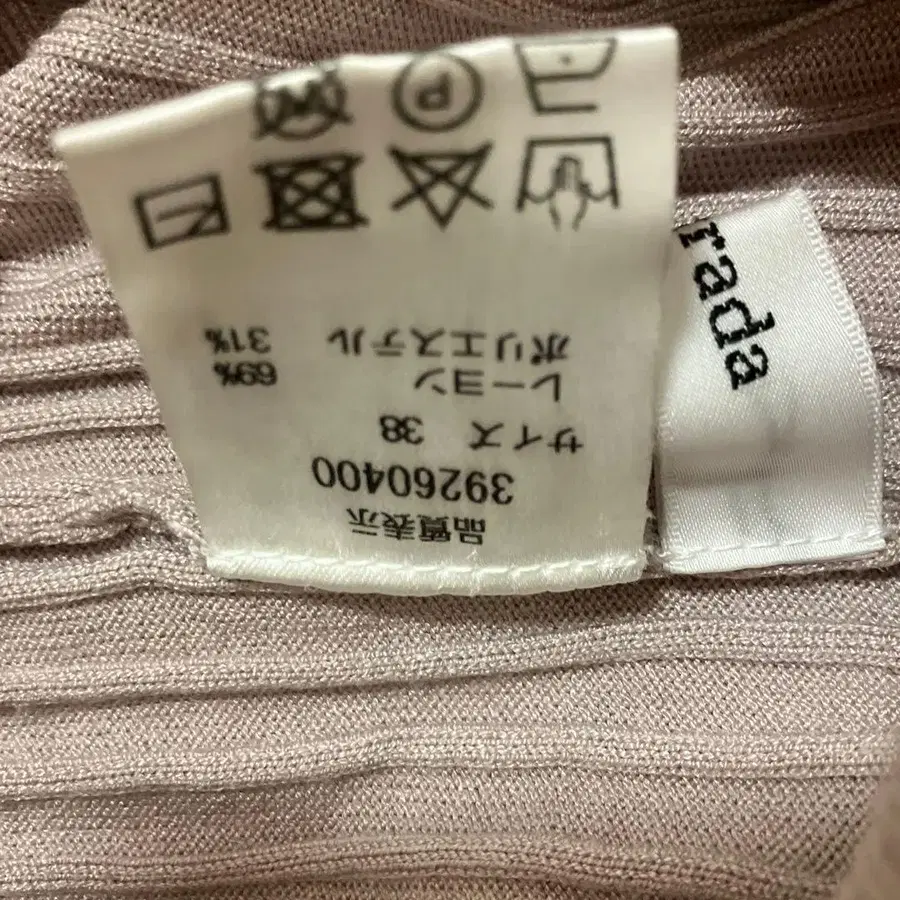 品質表示
39260400
サイズ 38
レーヨン 69%
ポリエステル 31%
P W
rada